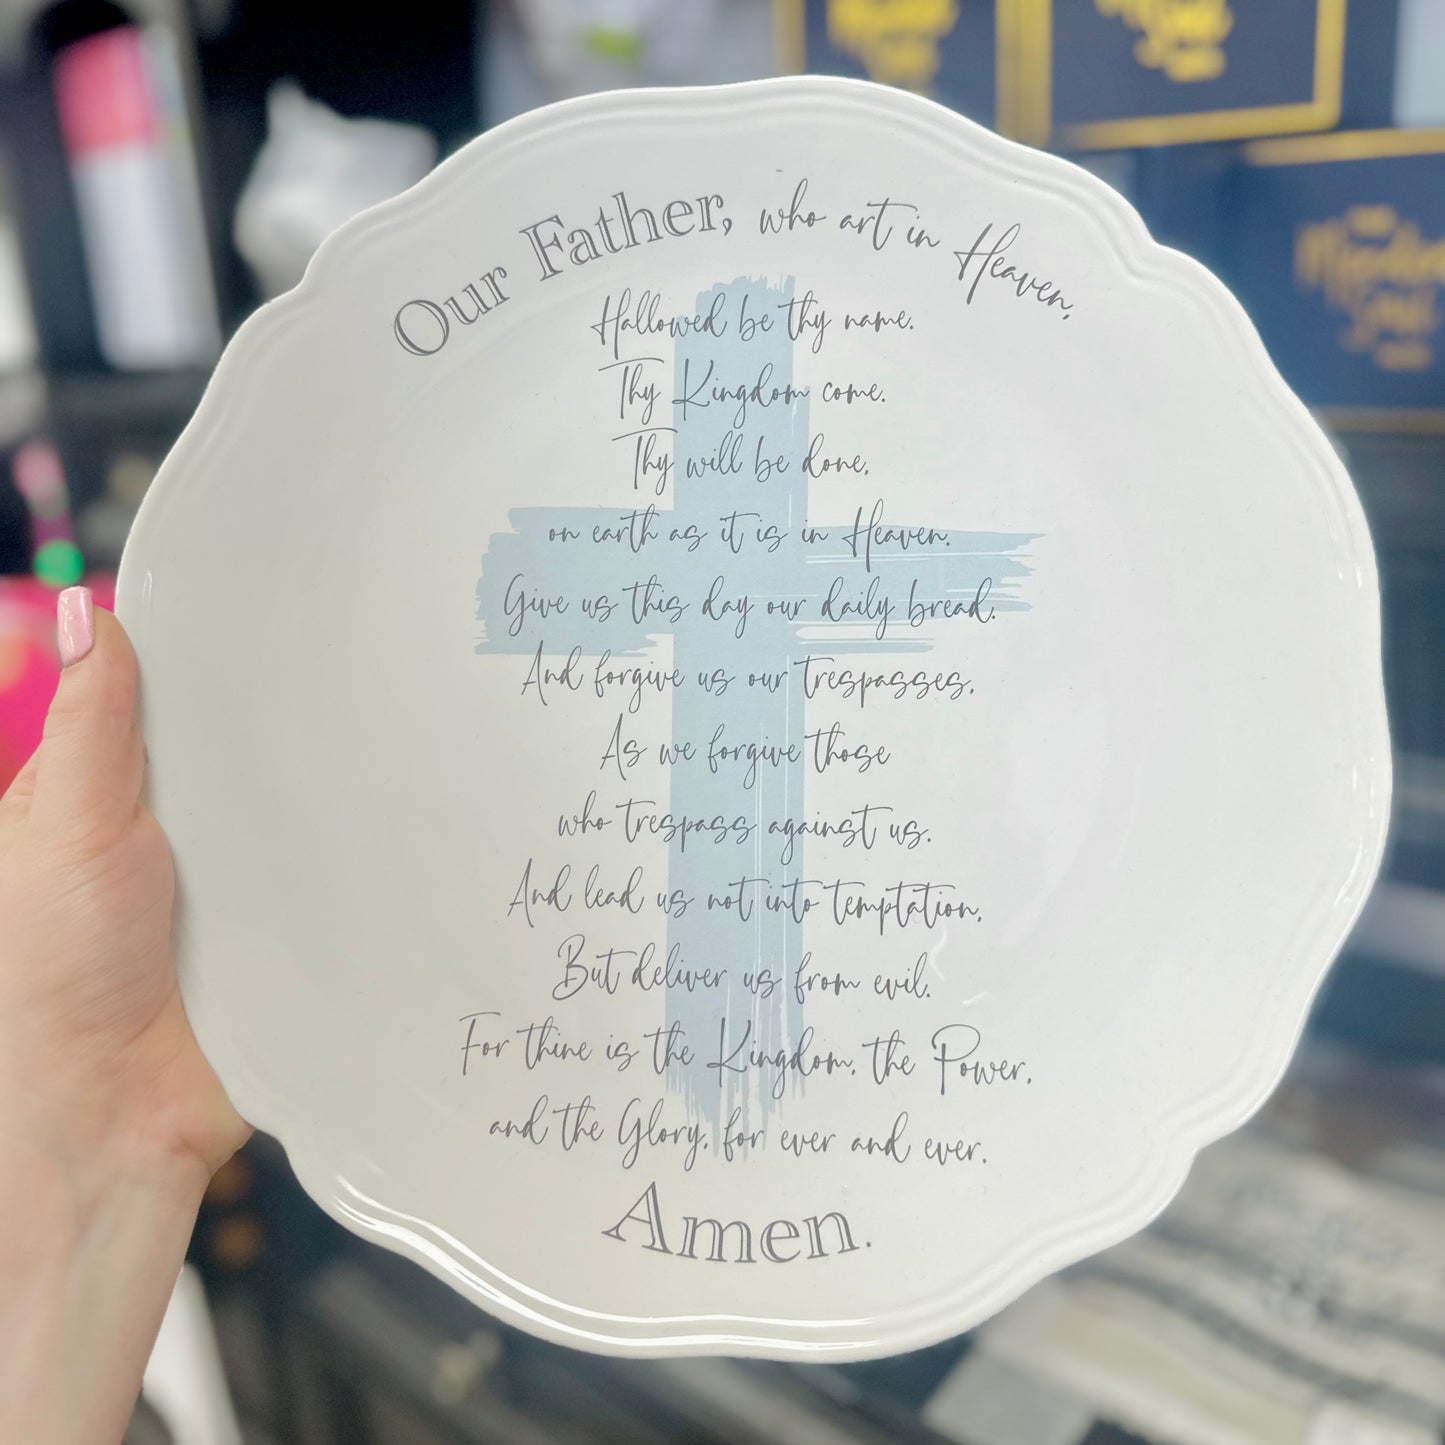 Our Father, who art in Heaven,
Hallowed be thy name.
Thy Kingdom come.
Thy will be done,
on earth as it is in Heaven.
Give us this day our daily bread.
And forgive us our trespasses,
As we forgive those
who trespass against us.
And lead us not into temptation,
But deliver us from evil.
For thine is the Kingdom, the Power,
and the Glory, for ever and ever.
Amen.